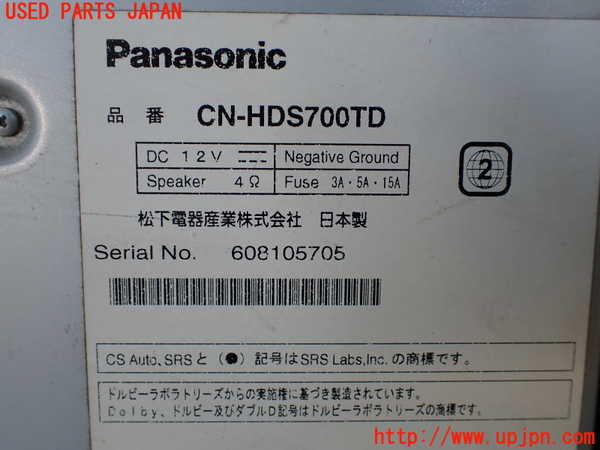 USED PARTS JAPAN
Panasonic
品番 CN-HDS700TD
DC 12V Negative Ground
Speaker 4Ω Fuse 3A・5A・15A
2
松下電器産業株式会社 日本製
Serial No. 608105705
CS Auto, SRSと（●）記号はSRS Labs, Inc. の商標です。
ドルビーラボラトリーズからの実施権に基づき製造されています。
Dolby、ドルビー及びダブルD記号はドルビーラボラトリーズの商標です。
http://www.upjpn.com/